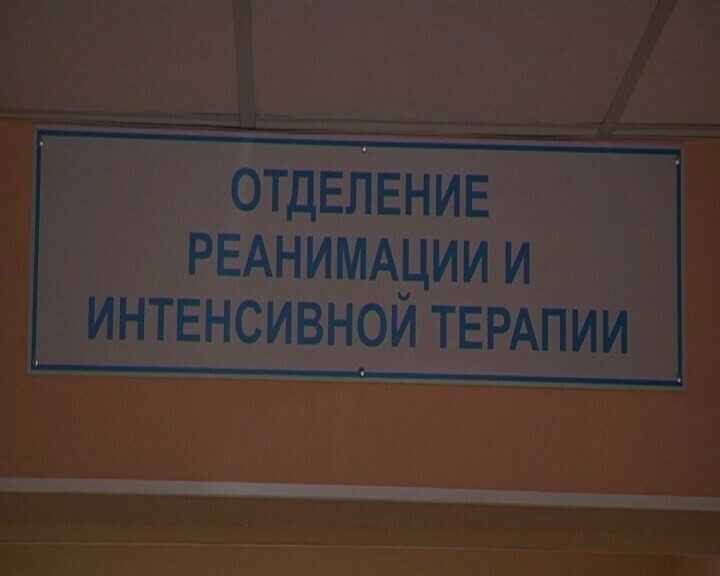 ОТДЕЛЕНИЕ
РЕАНИМАЦИИ И
ИНТЕНСИВНОЙ ТЕРАПИИ